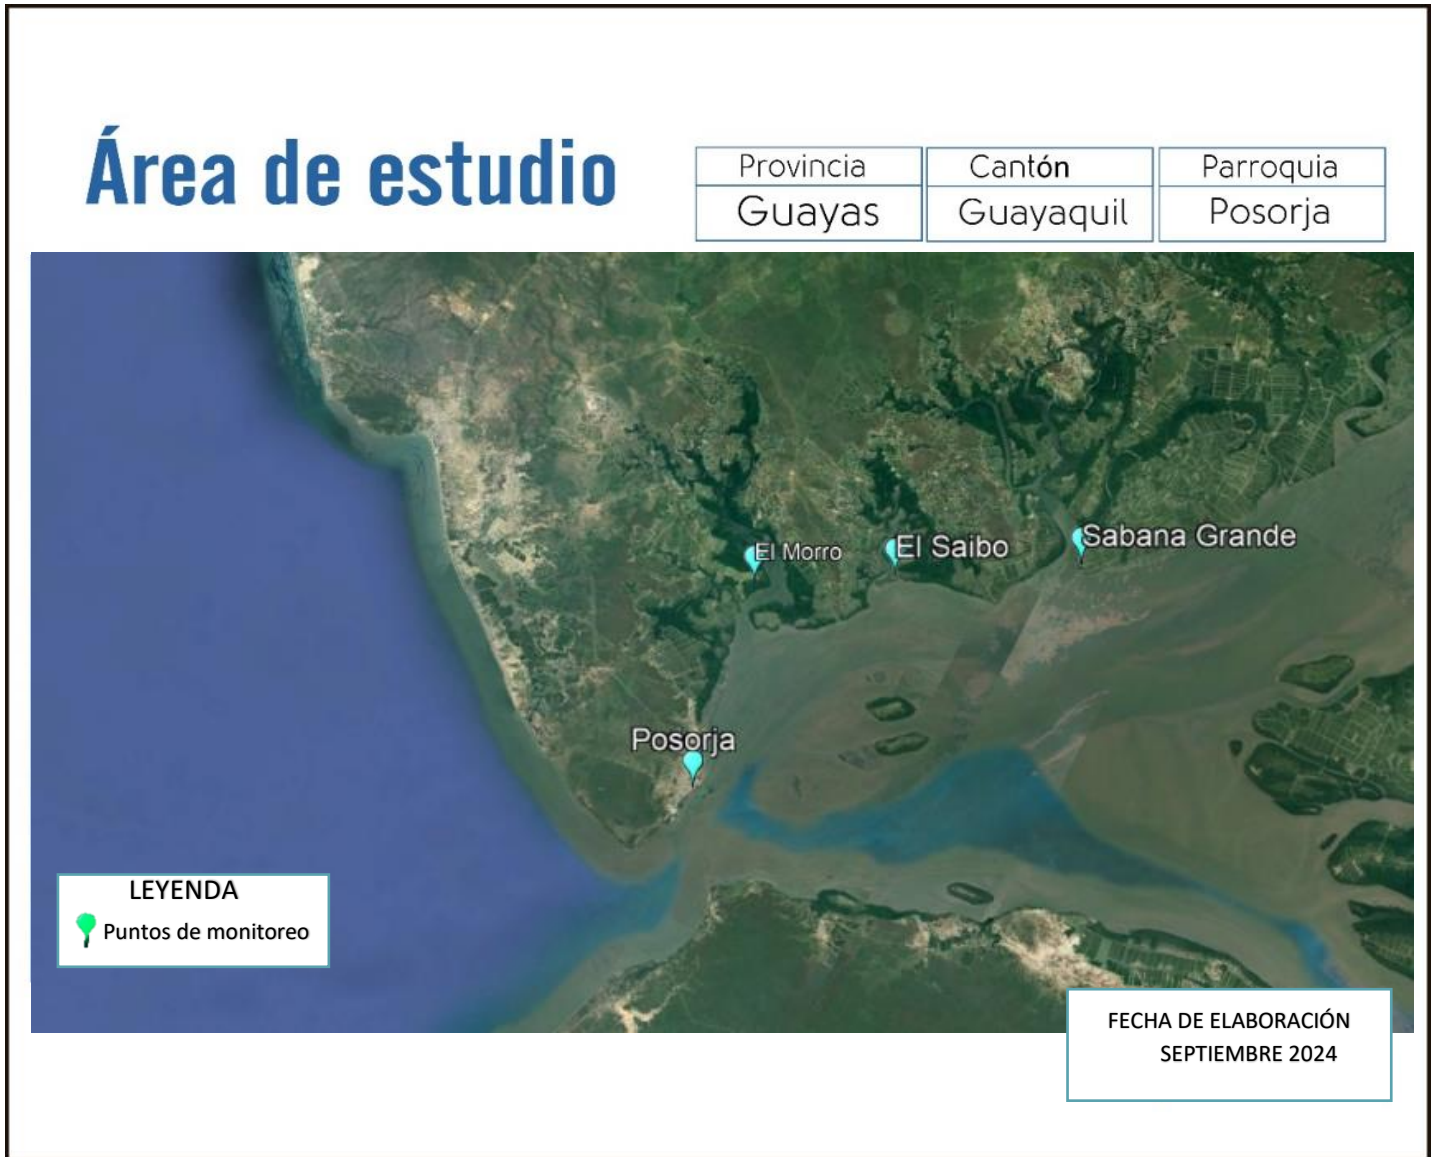 Área de estudio
Provincia
Cantón
Parroquia
Guayas
Guayaquil
Posorja
El Morro
El Saibo
Sabana Grande
Posorja
LEYENDA
Puntos de monitoreo
FECHA DE ELABORACIÓN
SEPTIEMBRE 2024